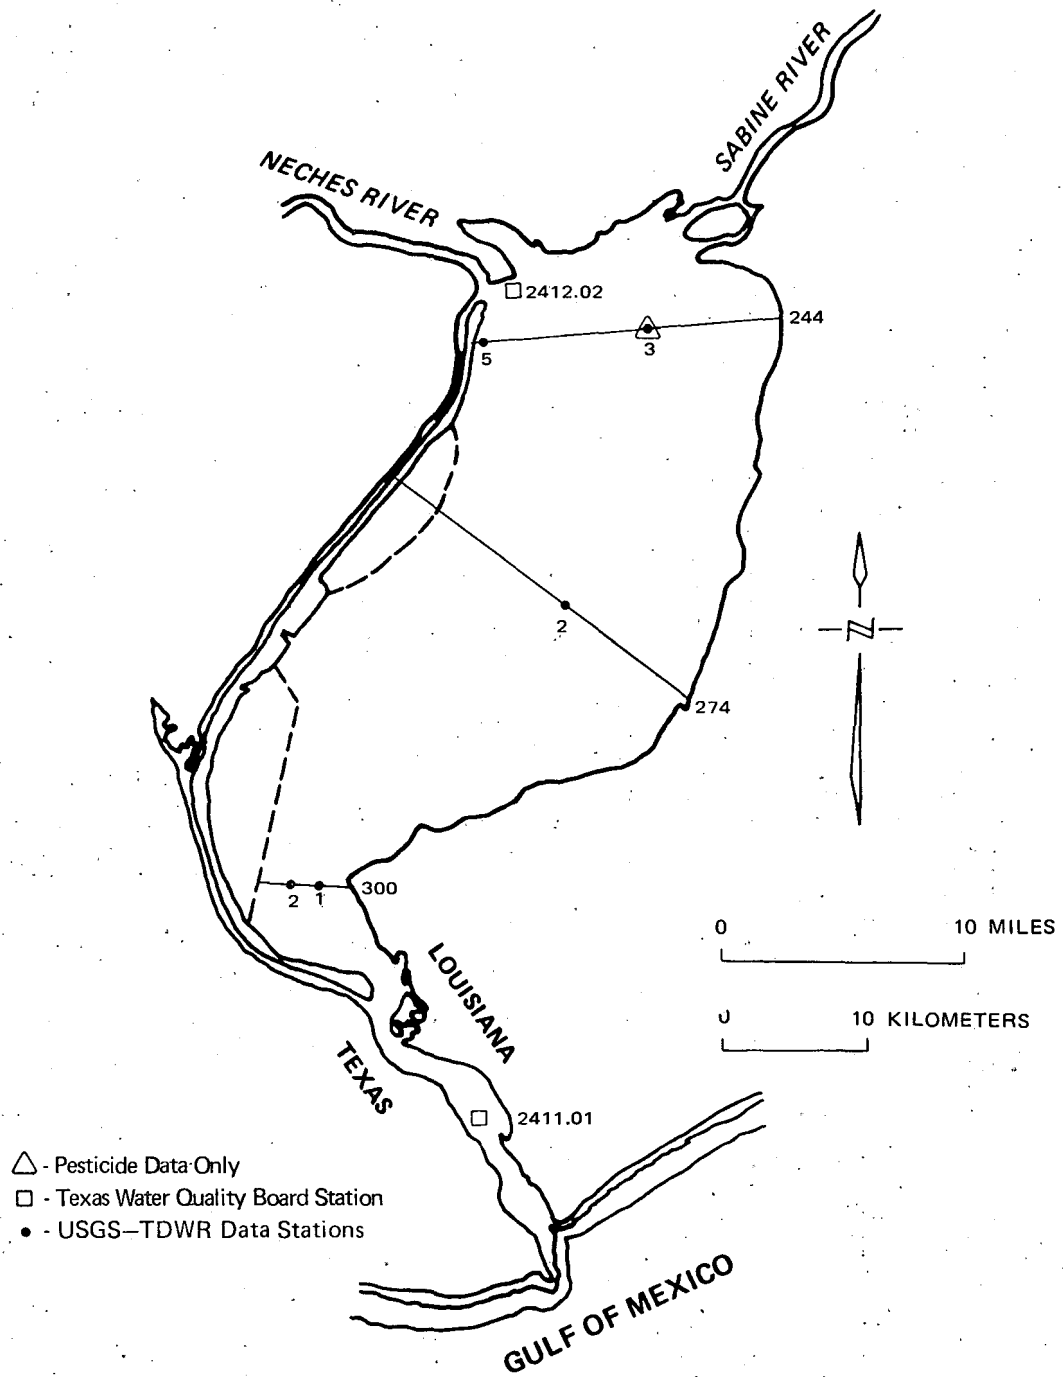 SABINE RIVER
NECHES RIVER
2412.02
244
5
3
2
N
274
2 1
300
0 10 MILES
LOUISIANA
0 10 KILOMETERS
TEXAS
2411.01
- Pesticide Data Only
- Texas Water Quality Board Station
- USGS–TDWR Data Stations
GULF OF MEXICO